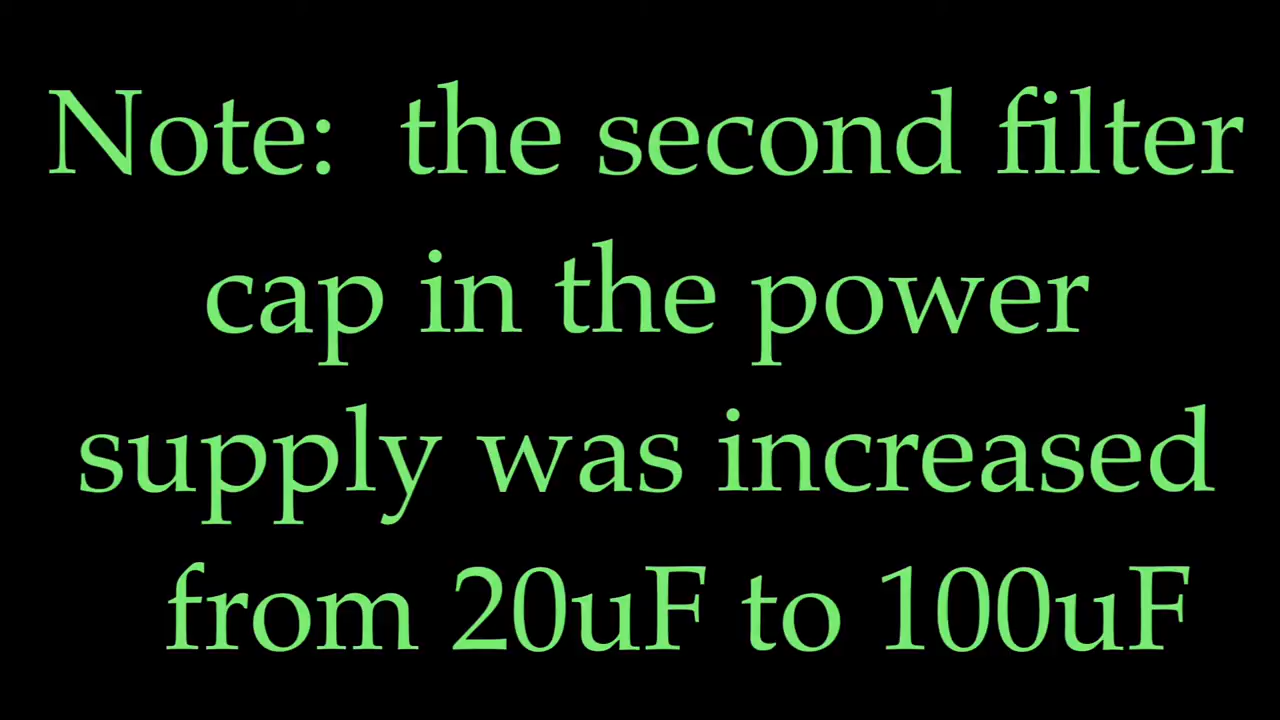 Note:  the second filter
cap in the power
supply was increased
from 20uF to 100uF